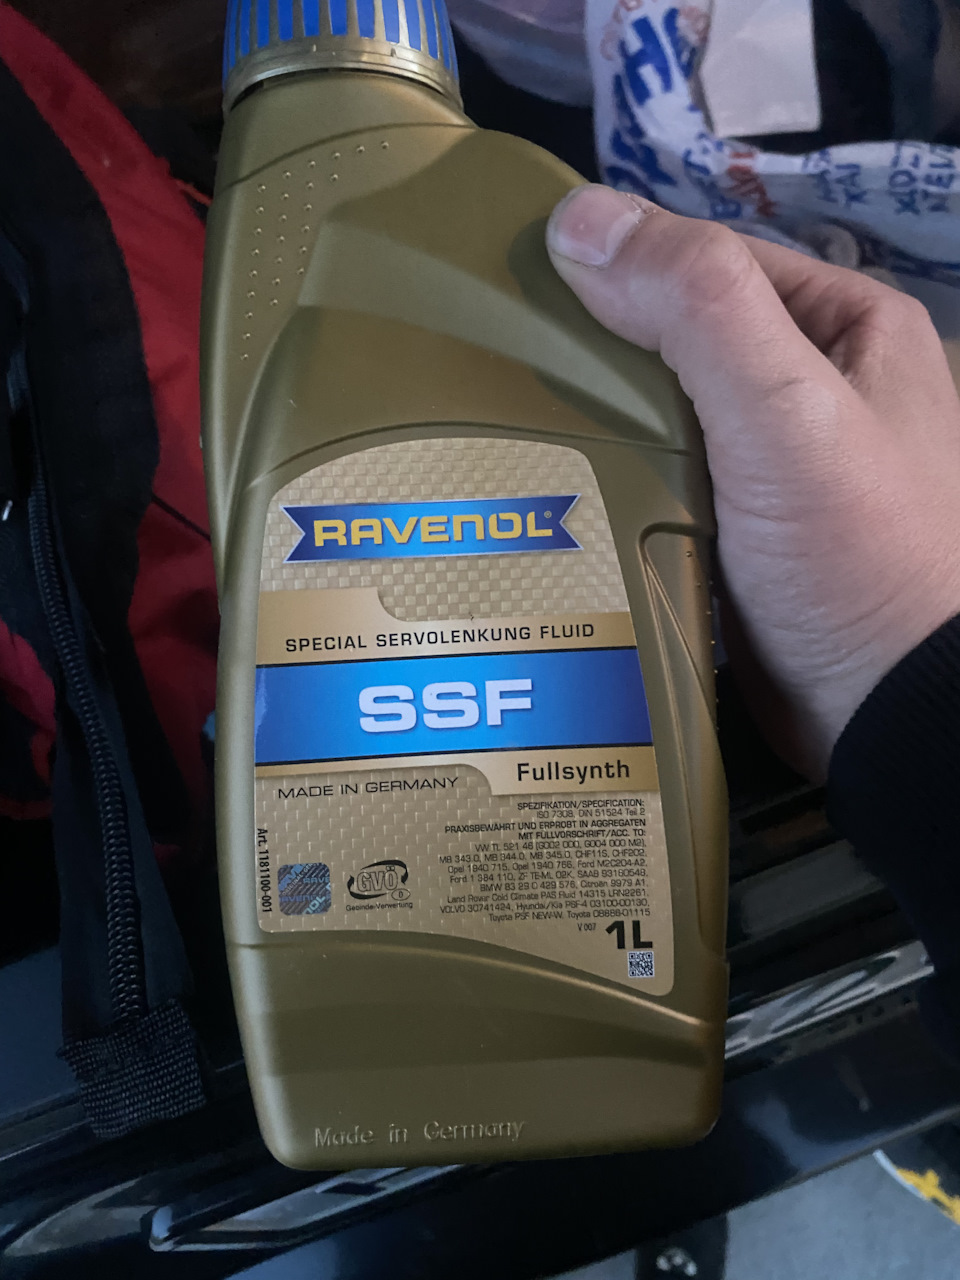 RAVENOL®
SPECIAL SERVOLENKUNG FLUID
SSF
Fullsynth
MADE IN GERMANY
SPEZIFIKATION/SPECIFICATION:
ISO 7308, DIN 51524 Teil 2
PRAXISBEWÄHRT UND ERPROBT IN AGGREGATEN
MIT FÜLLVORSCHRIFT/ACC. TO:
VW TL 521 46 (G002 000, G004 000 M2),
MB 343.0, MB 344.0, MB 345.0, CHF11S, CHF202,
Opel 1940 715, Opel 1940 766, Ford M2C204-A2,
Ford 1 384 110, ZF TE-ML 02K, SAAB 93160548,
BMW 83 29 0 429 576, Citroën 9979 A1,
Land Rover Cold Climate PAS Fluid 14315 LRN2261,
VOLVO 30741424, Hyundai/Kia PSF-4 03100-00130,
Toyota PSF NEW-W, Toyota 08886-01115
V 007
1L
Art. 1181100-001
GVÖ
D
Gebinde-Verwertung
Made in Germany